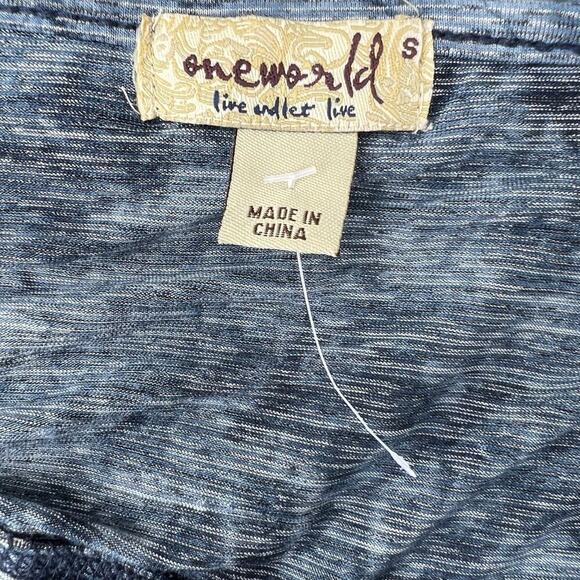 oneworld
S
live and let live
MADE IN
CHINA